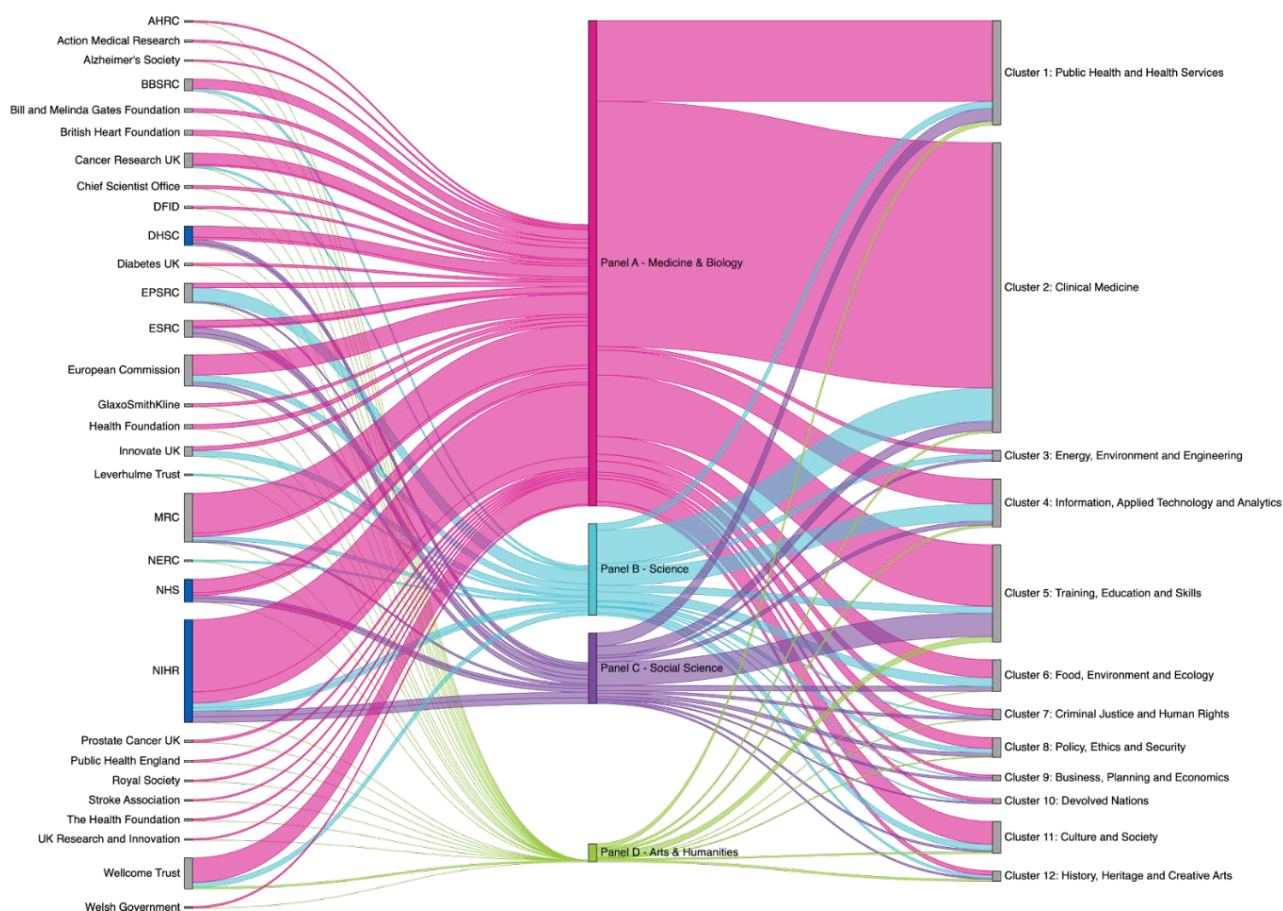 AHRC
Action Medical Research
Alzheimer's Society
BBSRC
Bill and Melinda Gates Foundation
British Heart Foundation
Cancer Research UK
Chief Scientist Office
DFID
DHSC
Diabetes UK
EPSRC
ESRC
European Commission
GlaxoSmithKline
Health Foundation
Innovate UK
Leverhulme Trust
MRC
NERC
NHS
NIHR
Prostate Cancer UK
Public Health England
Royal Society
Stroke Association
The Health Foundation
UK Research and Innovation
Wellcome Trust
Welsh Government
Panel A - Medicine & Biology
Panel B - Science
Panel C - Social Science
Panel D - Arts & Humanities
Cluster 1: Public Health and Health Services
Cluster 2: Clinical Medicine
Cluster 3: Energy, Environment and Engineering
Cluster 4: Information, Applied Technology and Analytics
Cluster 5: Training, Education and Skills
Cluster 6: Food, Environment and Ecology
Cluster 7: Criminal Justice and Human Rights
Cluster 8: Policy, Ethics and Security
Cluster 9: Business, Planning and Economics
Cluster 10: Devolved Nations
Cluster 11: Culture and Society
Cluster 12: History, Heritage and Creative Arts